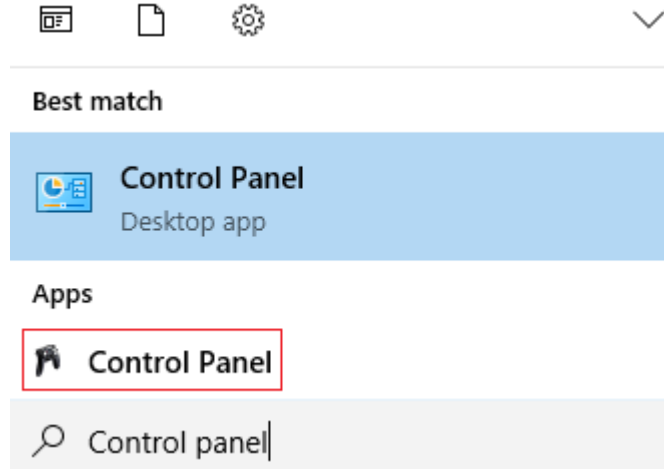 Best match
Control Panel
Desktop app
Apps
Control Panel
Control panel